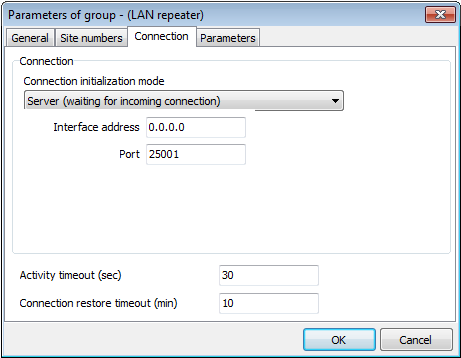 Parameters of group - (LAN repeater)
General Site numbers Connection Parameters
Connection
Connection initialization mode
Server (waiting for incoming connection)
Interface address 0.0.0.0
Port 25001
Activity timeout (sec) 30
Connection restore timeout (min) 10
OK Cancel